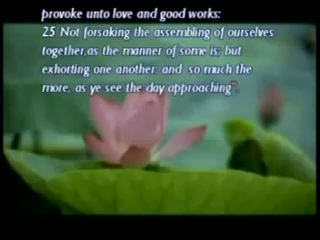 provoke unto love and good works:
25 Not forsaking the assembling of ourselves
together,as the manner of some is; but
exhorting one another: and so much the
more, as ye see the day approaching".